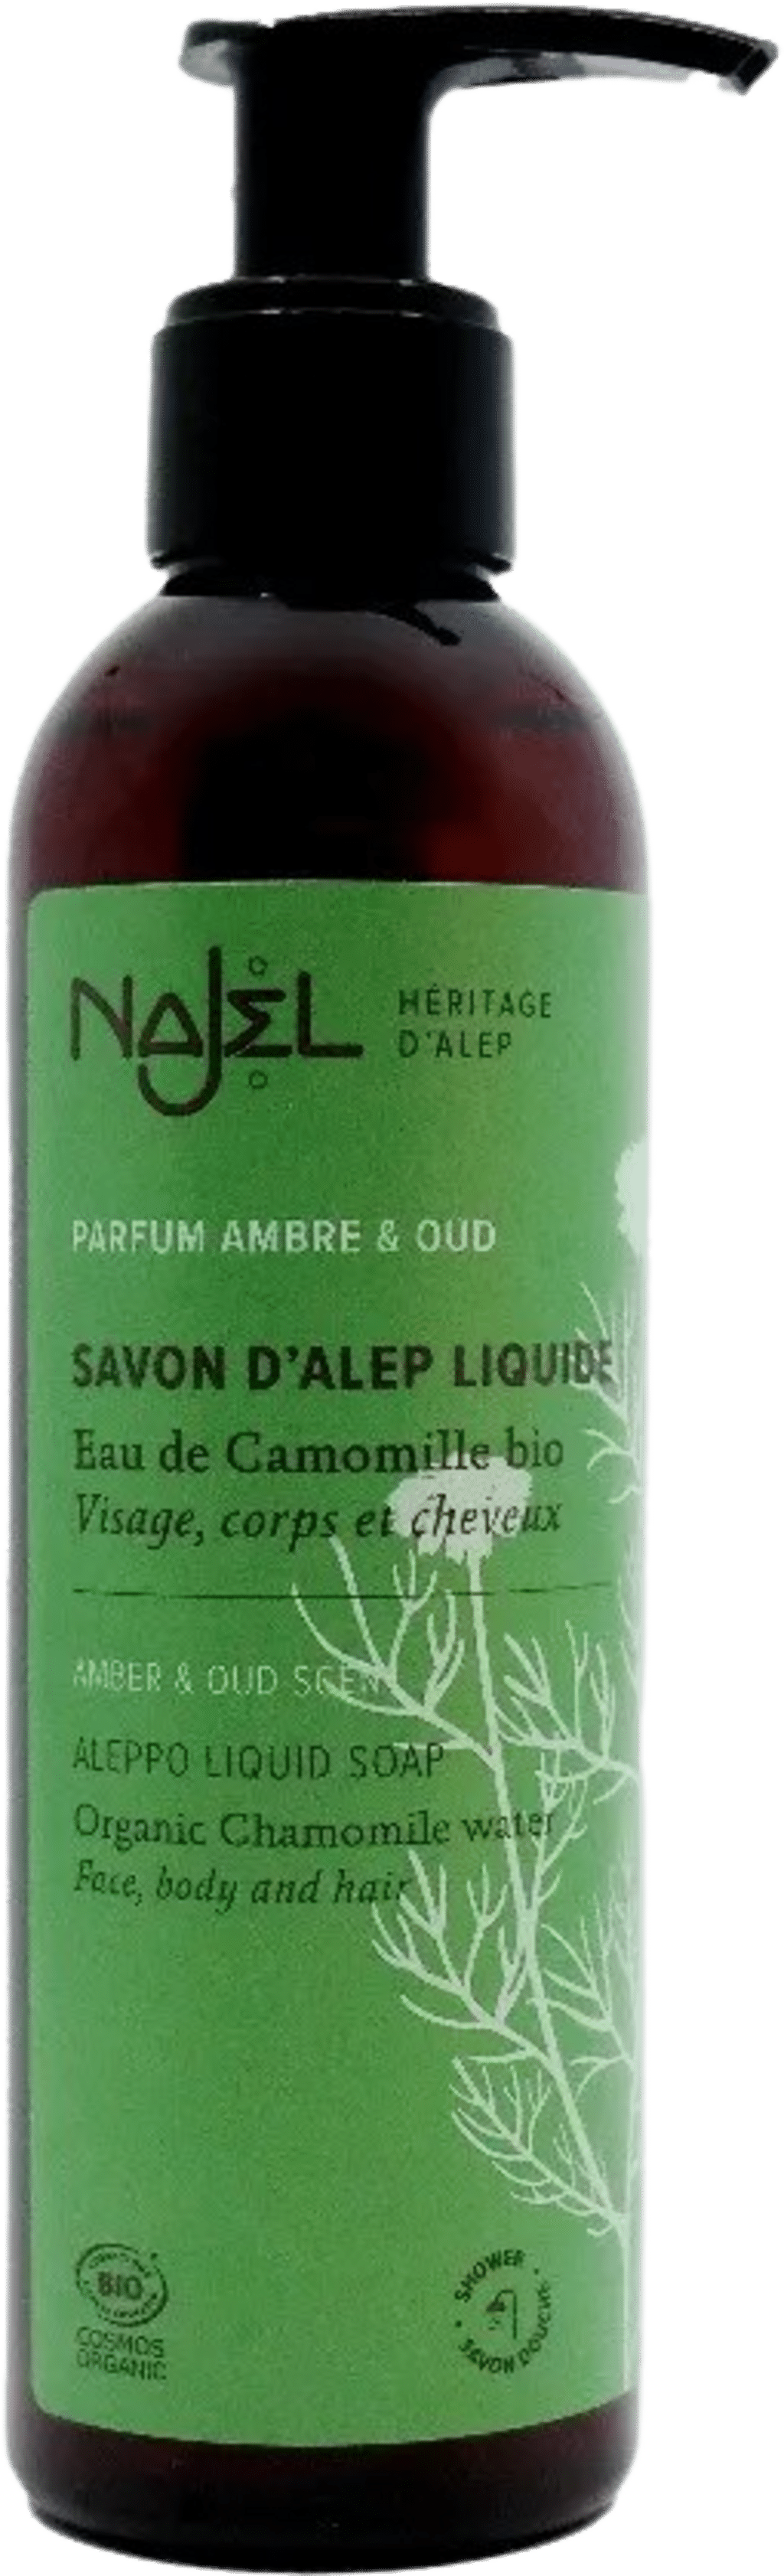 NAJEL
HÉRITAGE
D'ALEP
PARFUM AMBRE & OUD
SAVON D'ALEP LIQUIDE
Eau de Camomille bio
Visage, corps et cheveux
AMBER & OUD SCENT
ALEPPO LIQUID SOAP
Organic Chamomile water
Face, body and hair
BIO
COSMOS
ORGANIC
SHOWER
SAVON DOUCHE